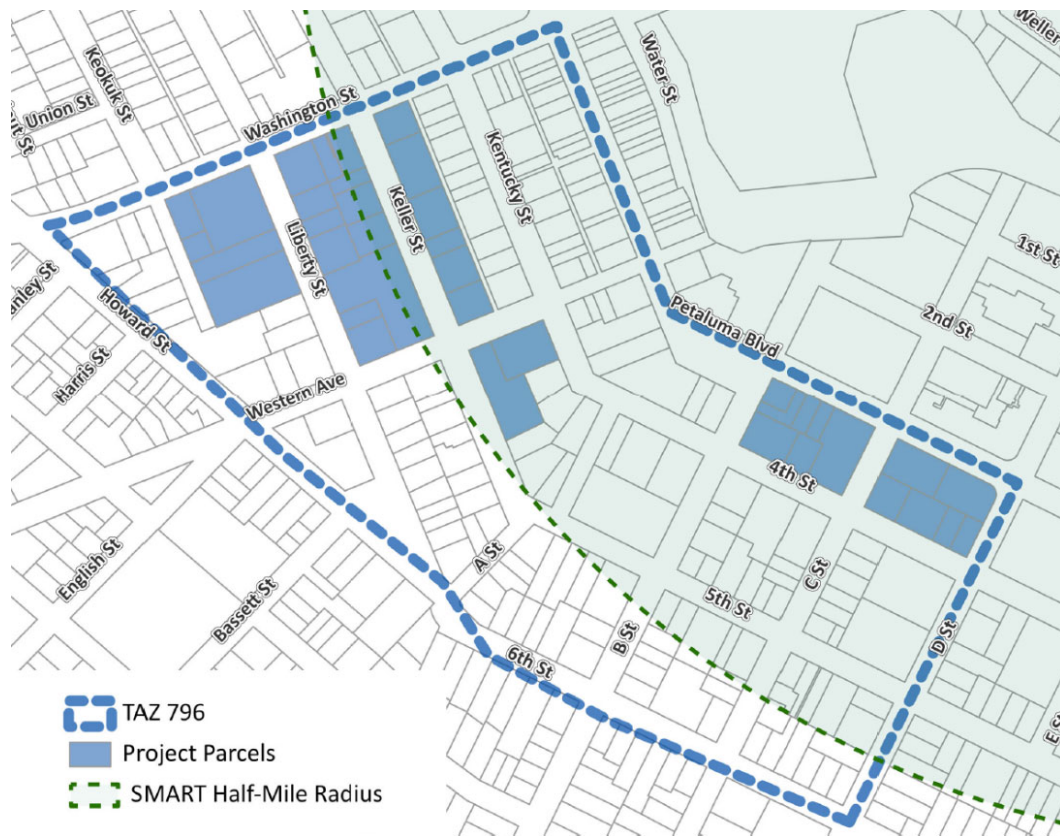 Weller
Keokuk St
Water St
Union St
Washington St
Kentucky St
Keller St
1st St
Liberty St
2nd St
Howard St
Petaluma Blvd
Harris St
Western Ave
4th St
English St
A St
C St
Bassett St
5th St
B St
D St
6th St
TAZ 796
Project Parcels
SMART Half-Mile Radius